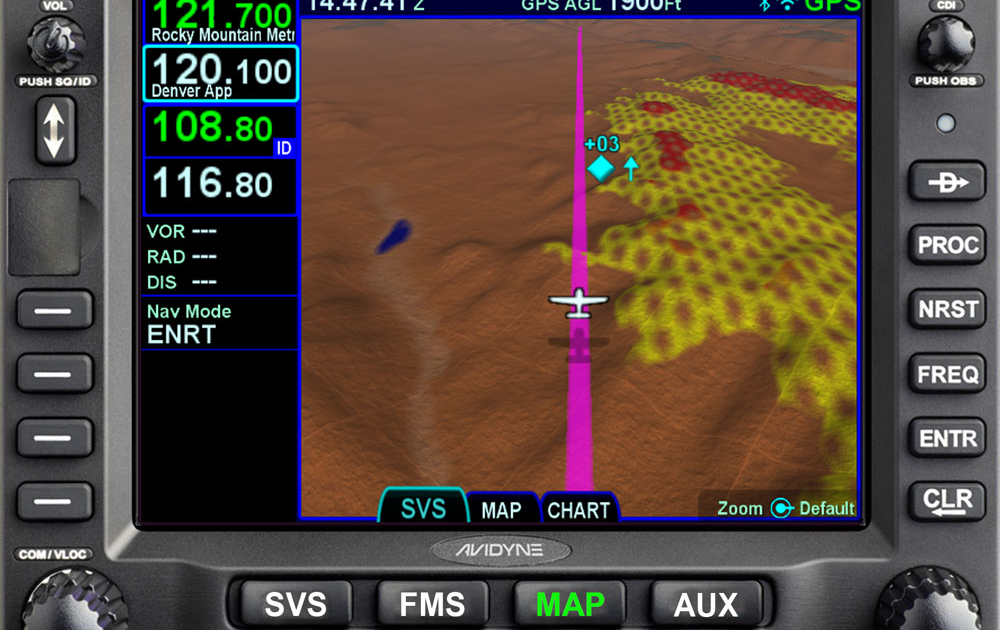 VOL
CDI
PUSH SQ/ID
PUSH OBS
121.700
Rocky Mountain Metr
120.100
Denver App
108.80
ID
116.80
VOR ---
RAD ---
DIS ---
Nav Mode
ENRT
14:47:41 Z
GPS AGL 1900Ft
GPS
+03
SVS
MAP
CHART
Zoom Default
D
PROC
NRST
FREQ
ENTR
CLR
COM/VLOC
AVIDYNE
SVS
FMS
MAP
AUX